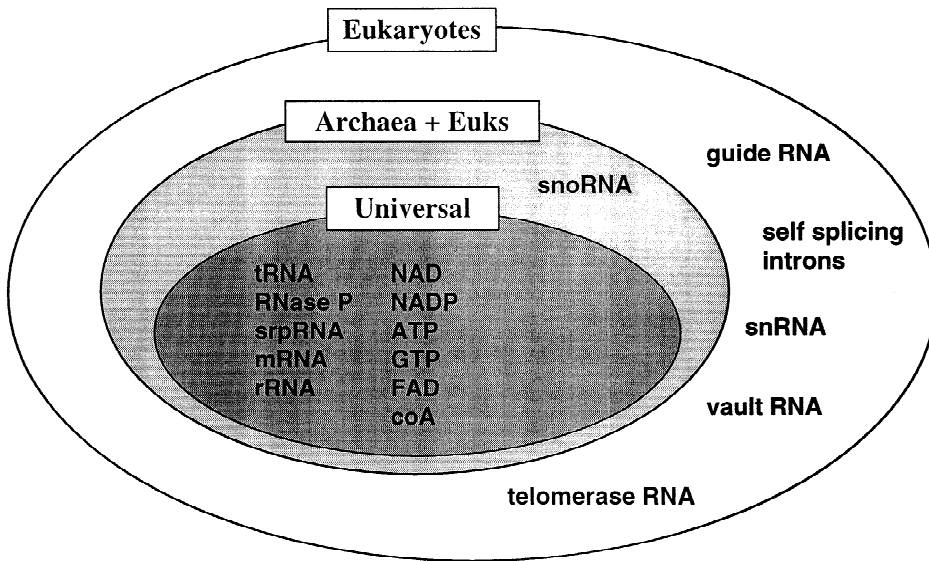 Eukaryotes
Archaea + Euks
guide RNA
snoRNA
Universal
self splicing
introns
tRNA NAD
RNase P NADP
srpRNA ATP
snRNA
mRNA GTP
rRNA FAD
vault RNA
coA
telomerase RNA